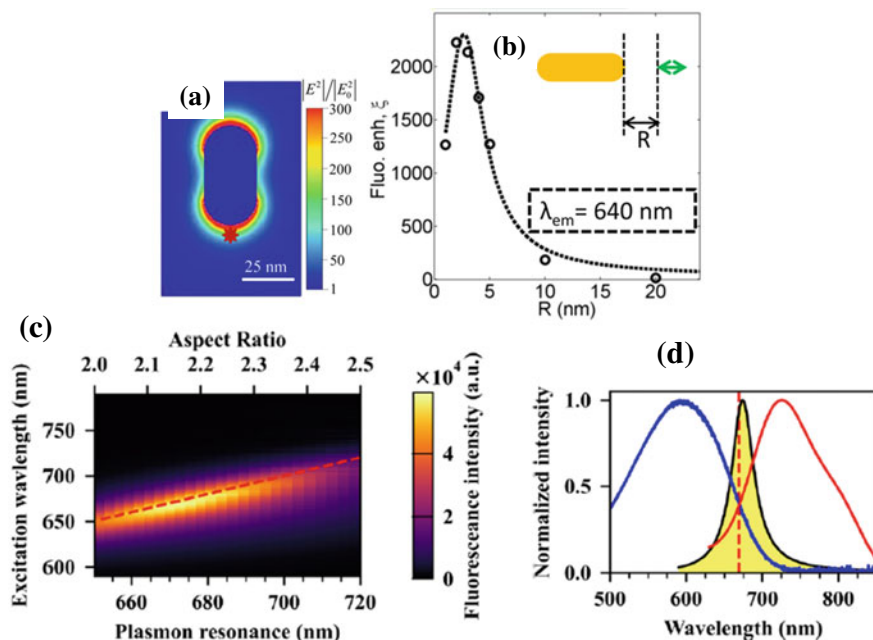 (a)
|E²|/|E₀²|
300
250
200
150
100
50
1
25 nm
(b)
Fluo. enh, ξ
2000
1500
1000
500
0
R
λem= 640 nm
0 5 10 15 20
R (nm)
(c)
Aspect Ratio
2.0 2.1 2.2 2.3 2.4 2.5
Excitation wavlength (nm)
750
700
650
600
660 680 700 720
Plasmon resonance (nm)
×10⁴
4
2
0
Fluoresceance intensity (a.u.)
(d)
Normalized intensity
1.0
0.5
0.0
500 600 700 800
Wavelength (nm)